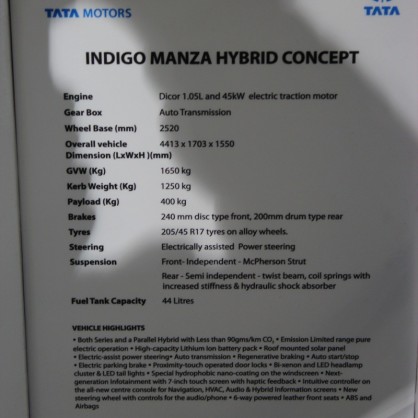 TATA MOTORS
TATA
INDIGO MANZA HYBRID CONCEPT
Engine Dicor 1.05L and 45kW electric traction motor
Gear Box Auto Transmission
Wheel Base (mm) 2520
Overall vehicle 4413 x 1703 x 1550
Dimension (LxWxH )(mm)
GVW (Kg) 1650 kg
Kerb Weight (Kg) 1250 kg
Payload (Kg) 400 kg
Brakes 240 mm disc type front, 200mm drum type rear
Tyres 205/45 R17 tyres on alloy wheels.
Steering Electrically assisted Power steering
Suspension Front- Independent - McPherson Strut
Rear - Semi independent - twist beam, coil springs with
increased stiffness & hydraulic shock absorber
Fuel Tank Capacity 44 Litres
VEHICLE HIGHLIGHTS
• Both Series and a Parallel Hybrid with Less than 90gms/km CO₂ • Emission Limited range pure
electric operation • High-capacity Lithium Ion battery pack • Roof mounted solar panel
• Electric-assist power steering• Auto transmission • Regenerative braking • Auto start/stop
• Electric parking brake • Proximity-touch operated door locks • Bi-xenon and LED headlamp
cluster & LED tail lights • Special hydrophobic nano-coating on the windscreen • Next-
generation Infotainment with 7-inch touch screen with haptic feedback • Intuitive controller on
the all-new centre console for Navigation, HVAC, Audio & Hybrid Information screens • New
steering wheel with controls for the audio/phone • 6-way powered leather front seats • ABS and
Airbags